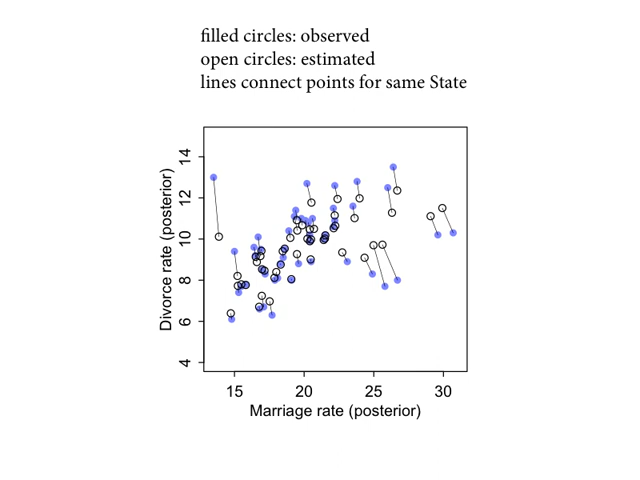 filled circles: observed
open circles: estimated
lines connect points for same State
14
12
10
8
6
4
Divorce rate (posterior)
15 20 25 30
Marriage rate (posterior)